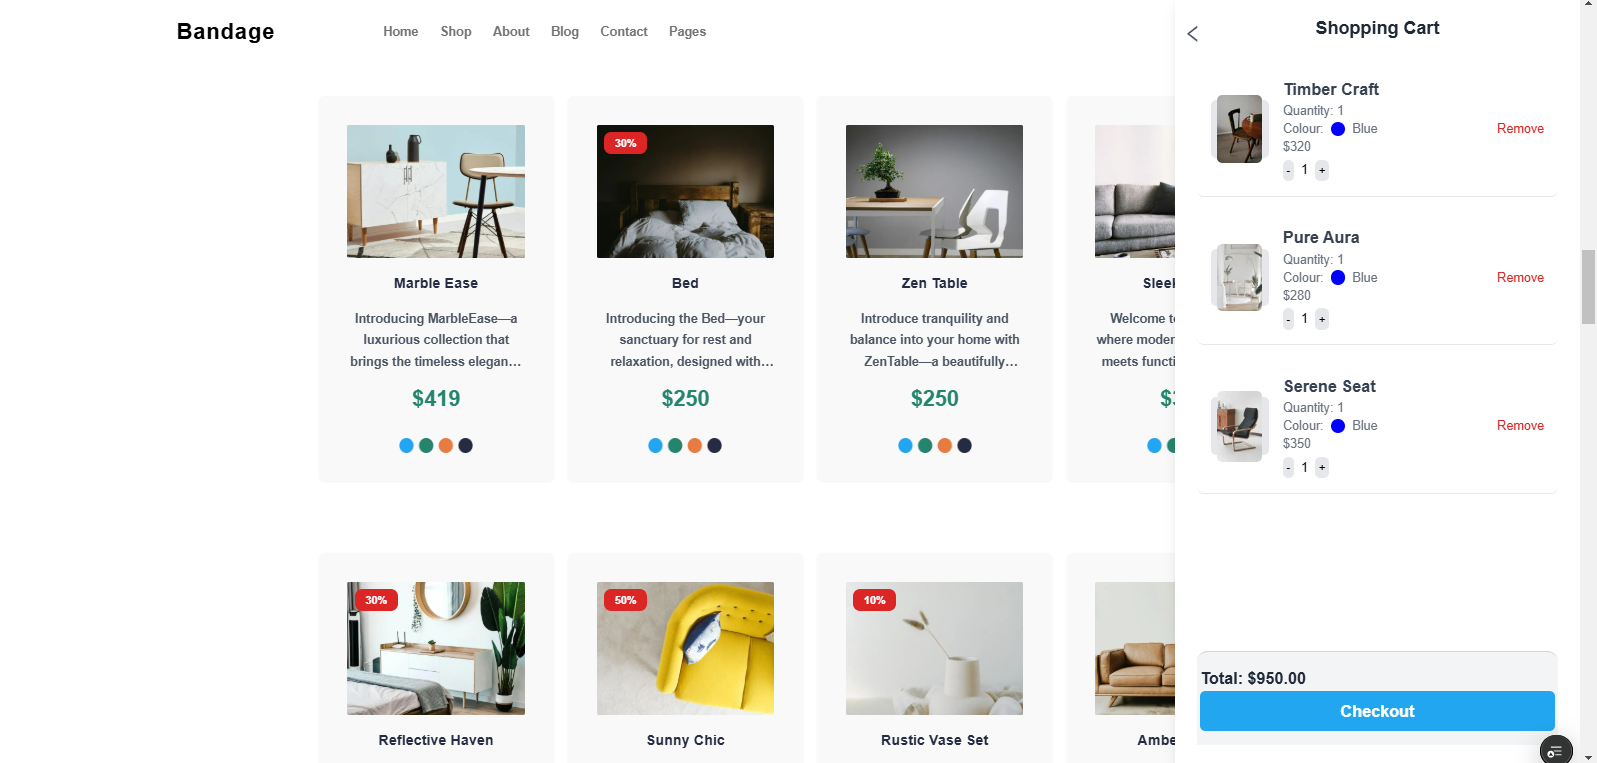 Bandage
Home Shop About Blog Contact Pages
Marble Ease
Introducing MarbleEase—a
luxurious collection that
brings the timeless elegan...
$419
30%
Bed
Introducing the Bed—your
sanctuary for rest and
relaxation, designed with...
$250
Zen Table
Introduce tranquility and
balance into your home with
ZenTable—a beautifully...
$250
Welcome
where moder
meets functi
30%
Reflective Haven
50%
Sunny Chic
10%
Rustic Vase Set
Ambe
Shopping Cart
Timber Craft
Quantity: 1
Colour: Blue
$320
- 1 +
Remove
Pure Aura
Quantity: 1
Colour: Blue
$280
- 1 +
Remove
Serene Seat
Quantity: 1
Colour: Blue
$350
- 1 +
Remove
Total: $950.00
Checkout